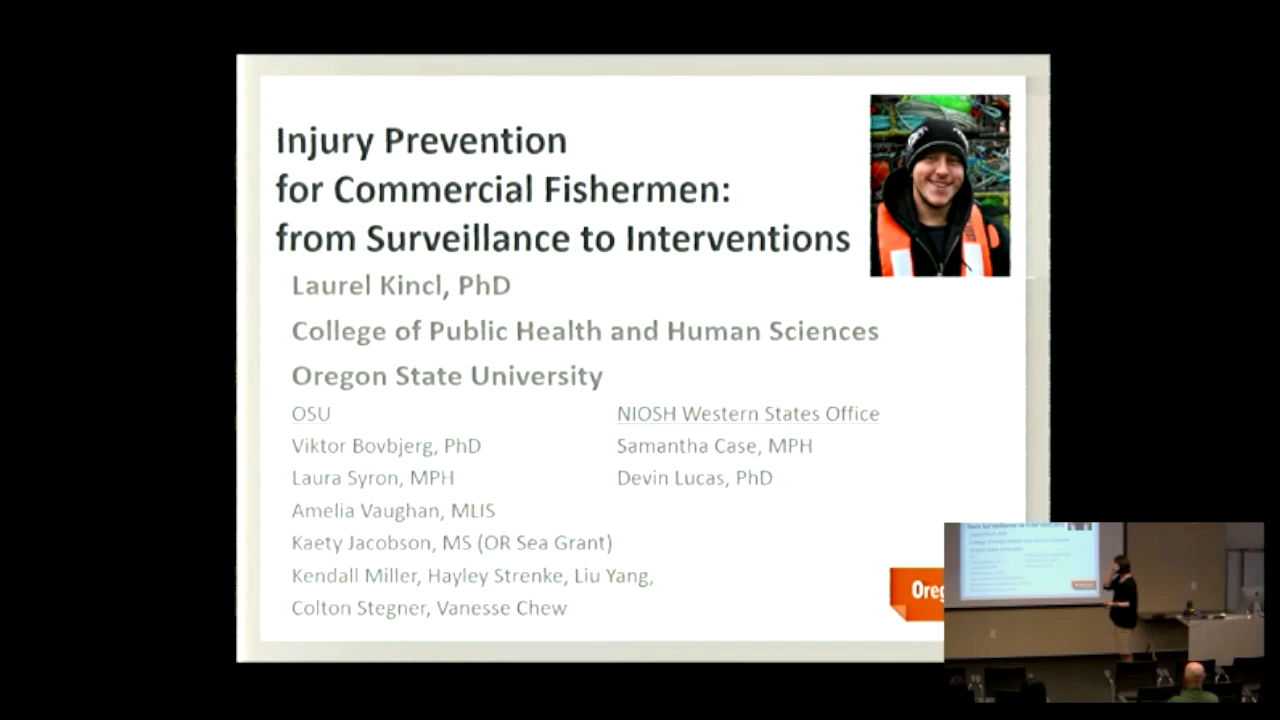 Injury Prevention
for Commercial Fishermen:
from Surveillance to Interventions
Laurel Kincl, PhD
College of Public Health and Human Sciences
Oregon State University
OSU
Viktor Bovbjerg, PhD
Laura Syron, MPH
Amelia Vaughan, MLIS
Kaety Jacobson, MS (OR Sea Grant)
Kendall Miller, Hayley Strenke, Liu Yang,
Colton Stegner, Vanesse Chew
NIOSH Western States Office
Samantha Case, MPH
Devin Lucas, PhD